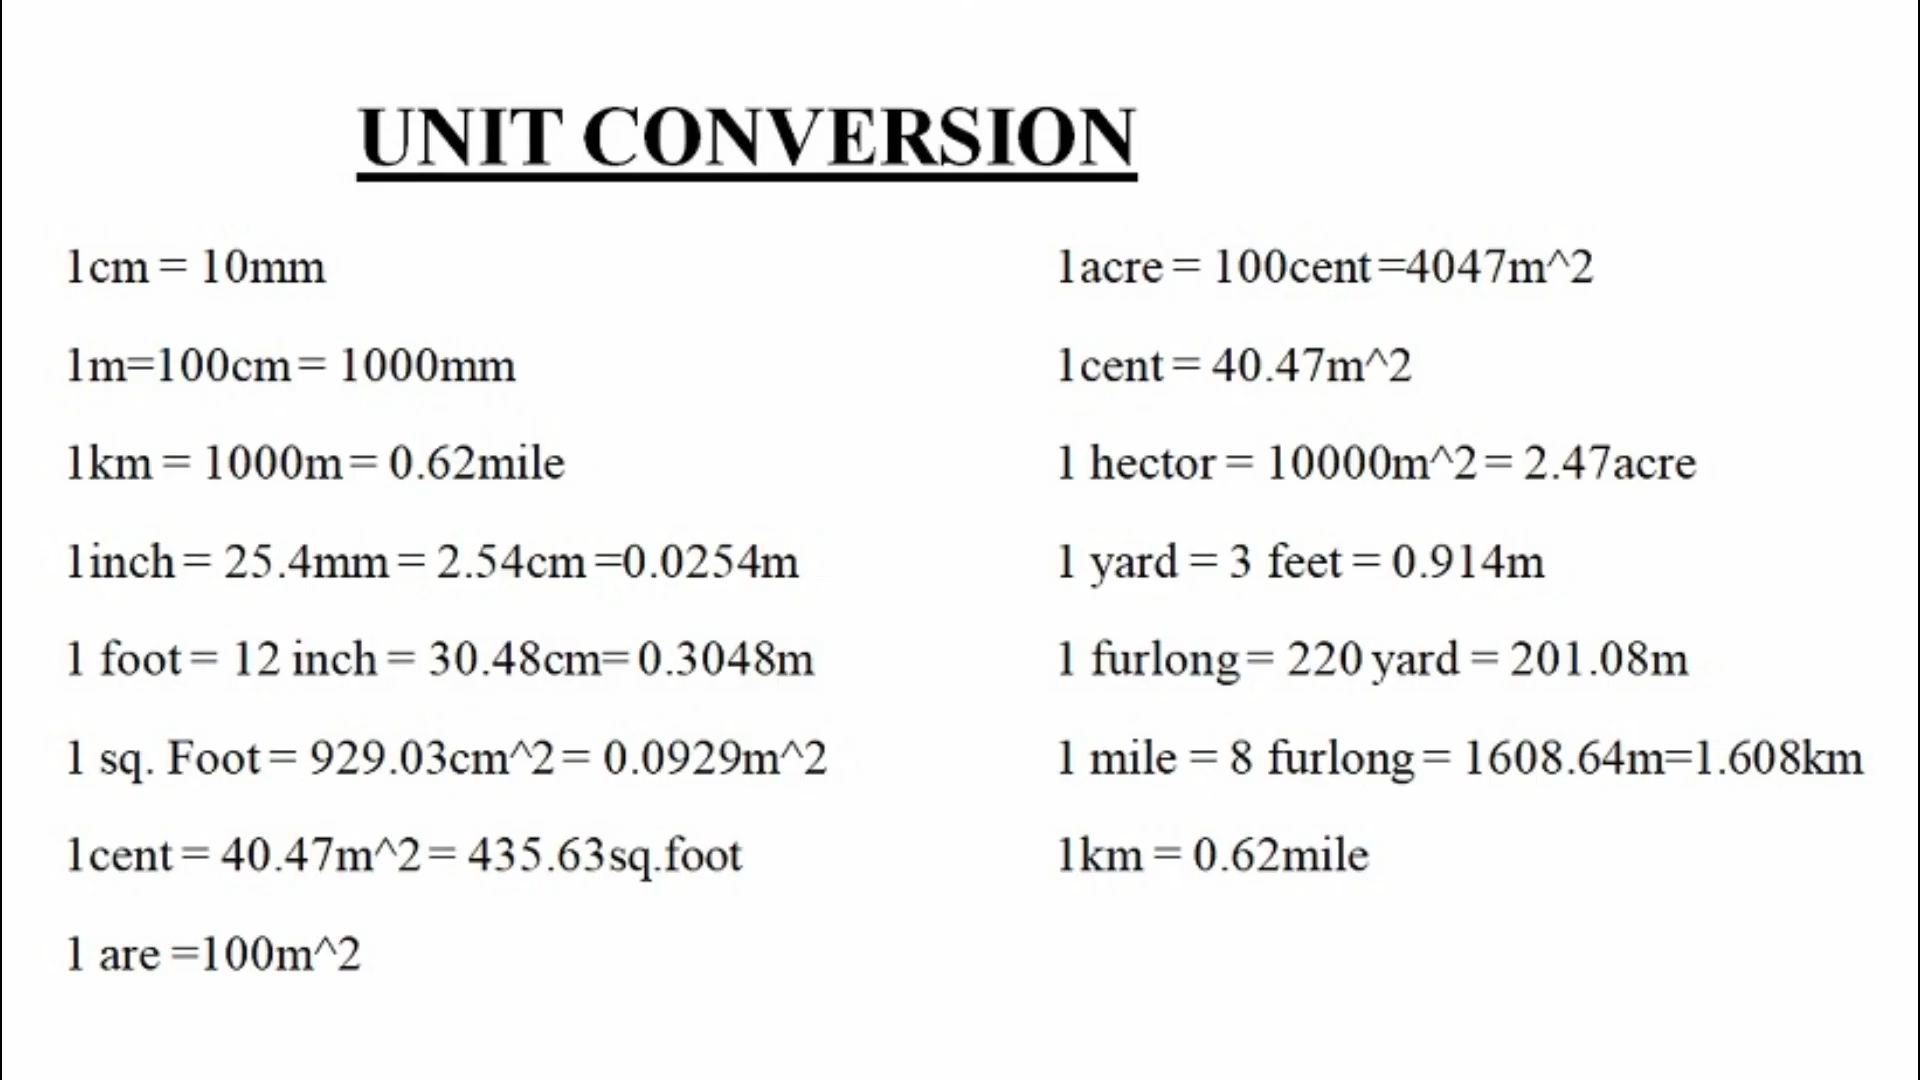 UNIT CONVERSION
1cm = 10mm
1m=100cm= 1000mm
1km = 1000m= 0.62mile
1inch= 25.4mm = 2.54cm =0.0254m
1 foot= 12 inch = 30.48cm= 0.3048m
1 sq. Foot= 929.03cm^2= 0.0929m^2
1cent= 40.47m^2= 435.63sq.foot
1 are =100m^2
1acre= 100cent=4047m^2
1cent= 40.47m^2
1 hector= 10000m^2= 2.47acre
1 yard = 3 feet = 0.914m
1 furlong= 220 yard = 201.08m
1 mile = 8 furlong= 1608.64m=1.608km
1km = 0.62mile